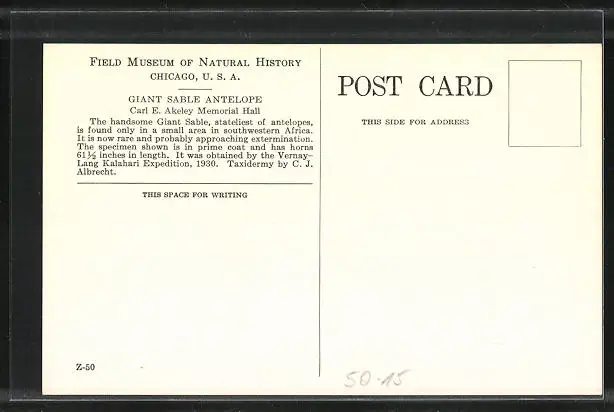 FIELD MUSEUM OF NATURAL HISTORY
CHICAGO, U. S. A.
GIANT SABLE ANTELOPE
Carl E. Akeley Memorial Hall
The handsome Giant Sable, stateliest of antelopes,
is found only in a small area in southwestern Africa.
It is now rare and probably approaching extermination.
The specimen shown is in prime coat and has horns
61½ inches in length. It was obtained by the Vernay–
Lang Kalahari Expedition, 1930. Taxidermy by C. J.
Albrecht.
THIS SPACE FOR WRITING
Z-50
POST CARD
THIS SIDE FOR ADDRESS
50-15